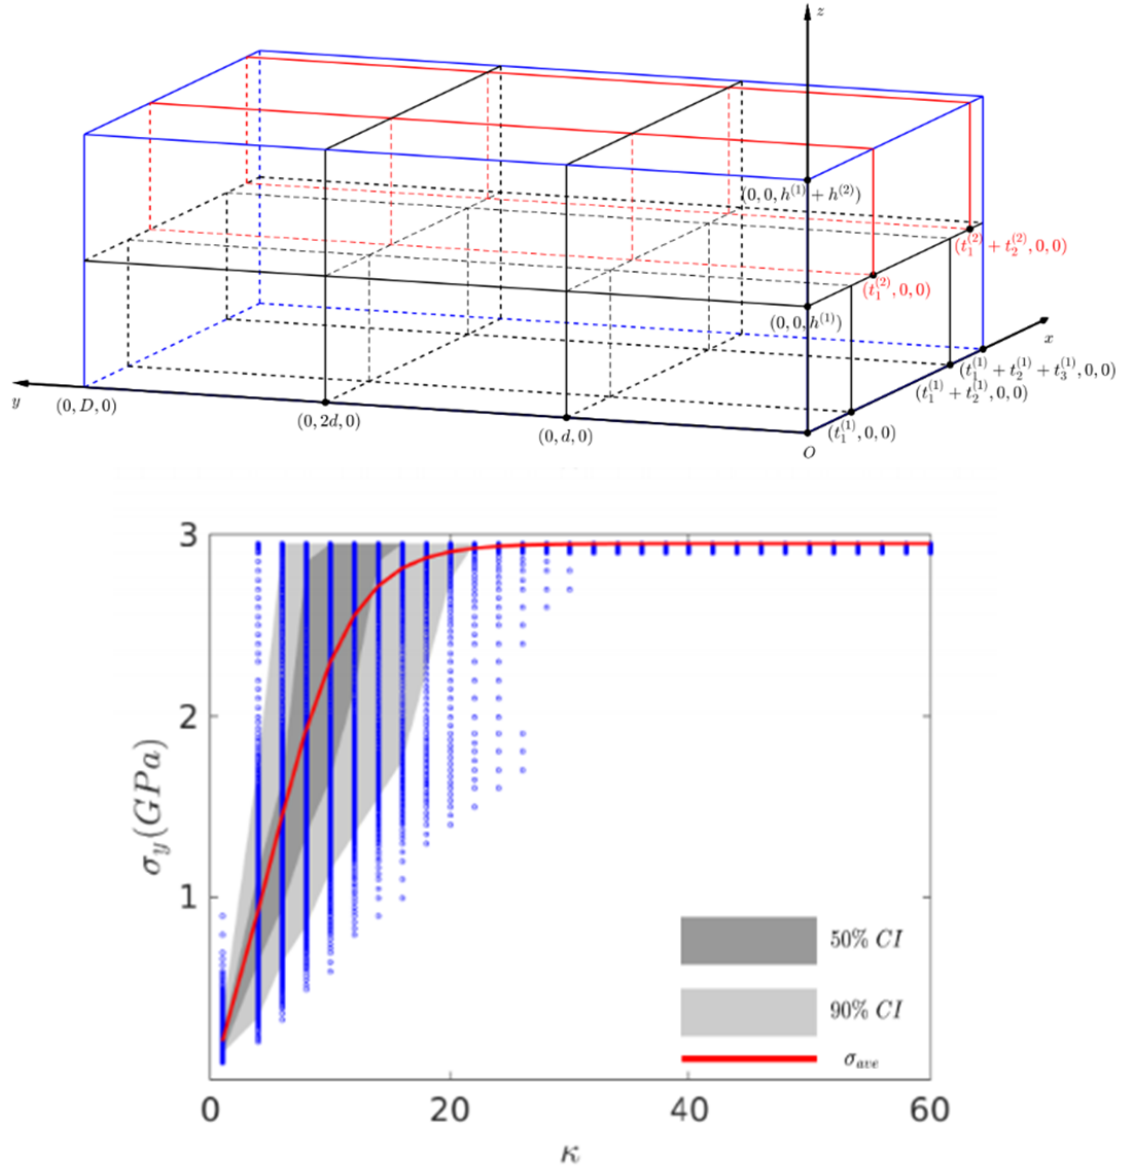 z
(0, 0, h^{(1)} + h^{(2)})
(t_1^{(2)} + t_2^{(2)}, 0, 0)
(t_1^{(2)}, 0, 0)
(0, 0, h^{(1)})
x
(t_1^{(1)} + t_2^{(1)} + t_3^{(1)}, 0, 0)
(t_1^{(1)} + t_2^{(1)}, 0, 0)
y
(0, D, 0)
(0, 2d, 0)
(0, d, 0)
(t_1^{(1)}, 0, 0)
O
3
2
σ_y(GPa)
1
50% CI
90% CI
σ_{ave}
0
20
40
60
κ